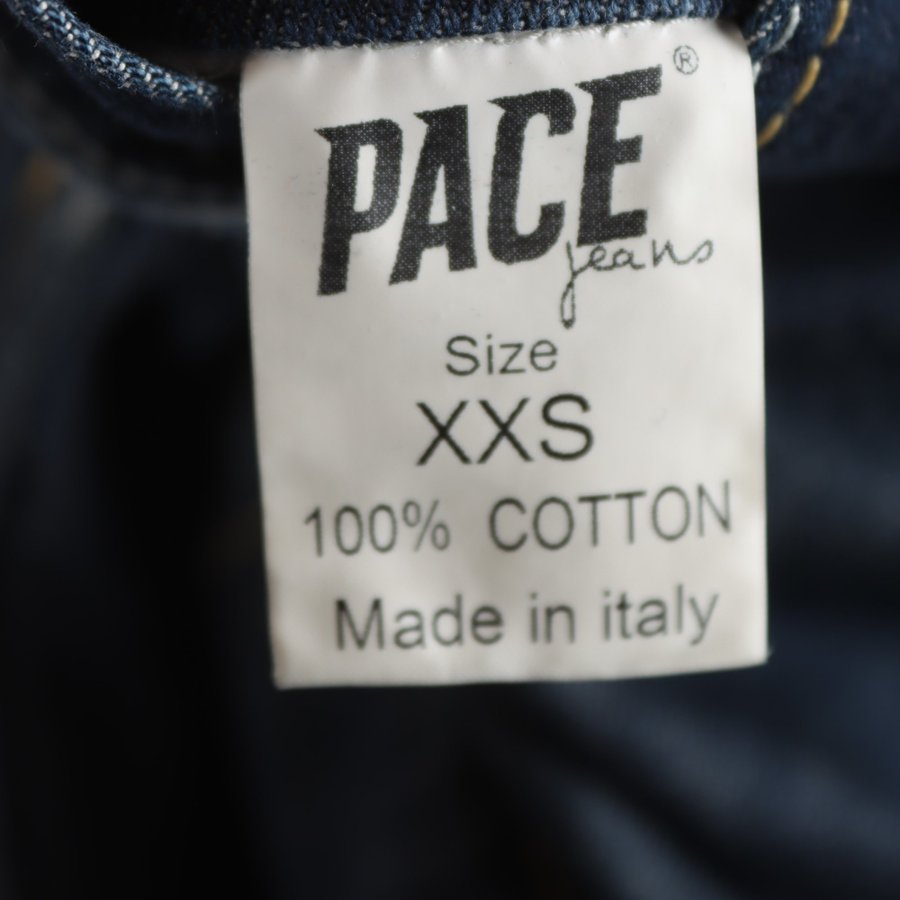 PACE®
jeans
Size
XXS
100% COTTON
Made in italy